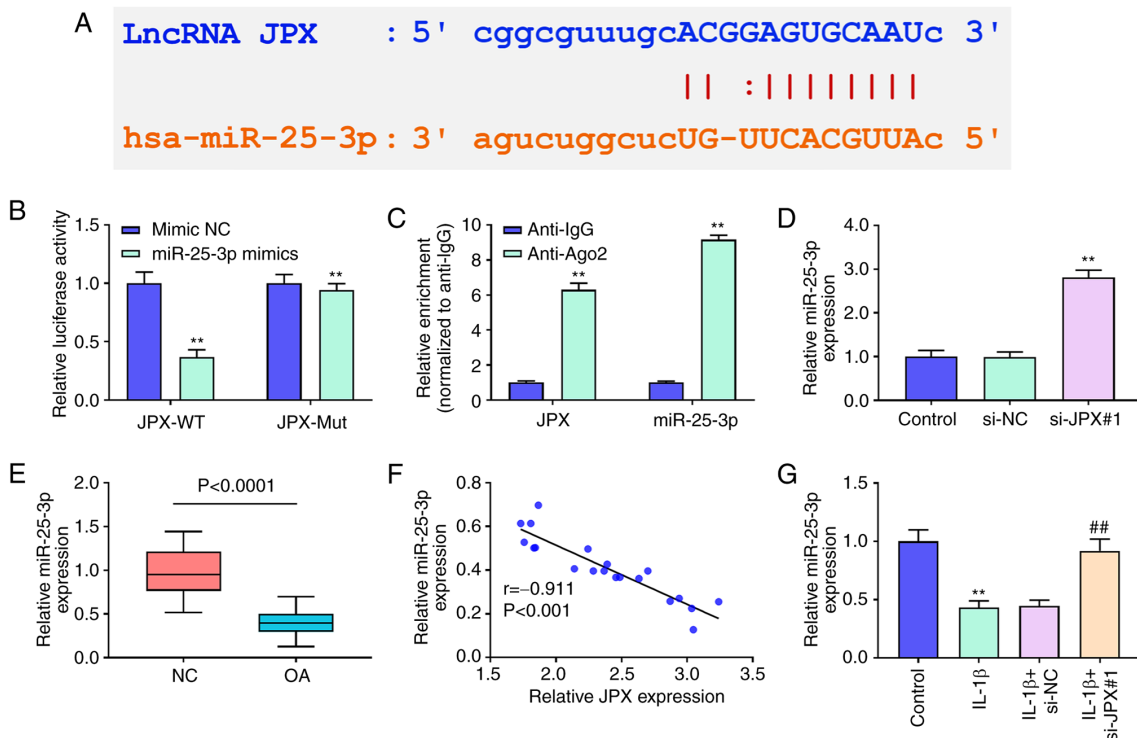 A
LncRNA JPX : 5' cggcguuugcACGGAGUGCAAUc 3'
|| :||||||||
hsa-miR-25-3p: 3' agucuggcucUG-UUCACGUUAc 5'
B
Relative luciferase activity
1.5
1.0
0.5
0.0
Mimic NC
miR-25-3p mimics
**
**
JPX-WT
JPX-Mut
C
Relative enrichment
(normalized to anti-IgG)
10
8
6
4
2
0
Anti-IgG
Anti-Ago2
**
**
JPX
miR-25-3p
D
Relative miR-25-3p
expression
4.0
3.0
2.0
1.0
0.0
**
Control
si-NC
si-JPX#1
E
Relative miR-25-3p
expression
2.0
1.5
1.0
0.5
0.0
P<0.0001
NC
OA
F
Relative miR-25-3p
expression
0.8
0.6
0.4
0.2
0.0
r=−0.911
P<0.001
1.5
2.0
2.5
3.0
3.5
Relative JPX expression
G
Relative miR-25-3p
expression
1.5
1.0
0.5
0.0
**
##
Control
IL-1β
IL-1β+
si-NC
IL-1β+
si-JPX#1